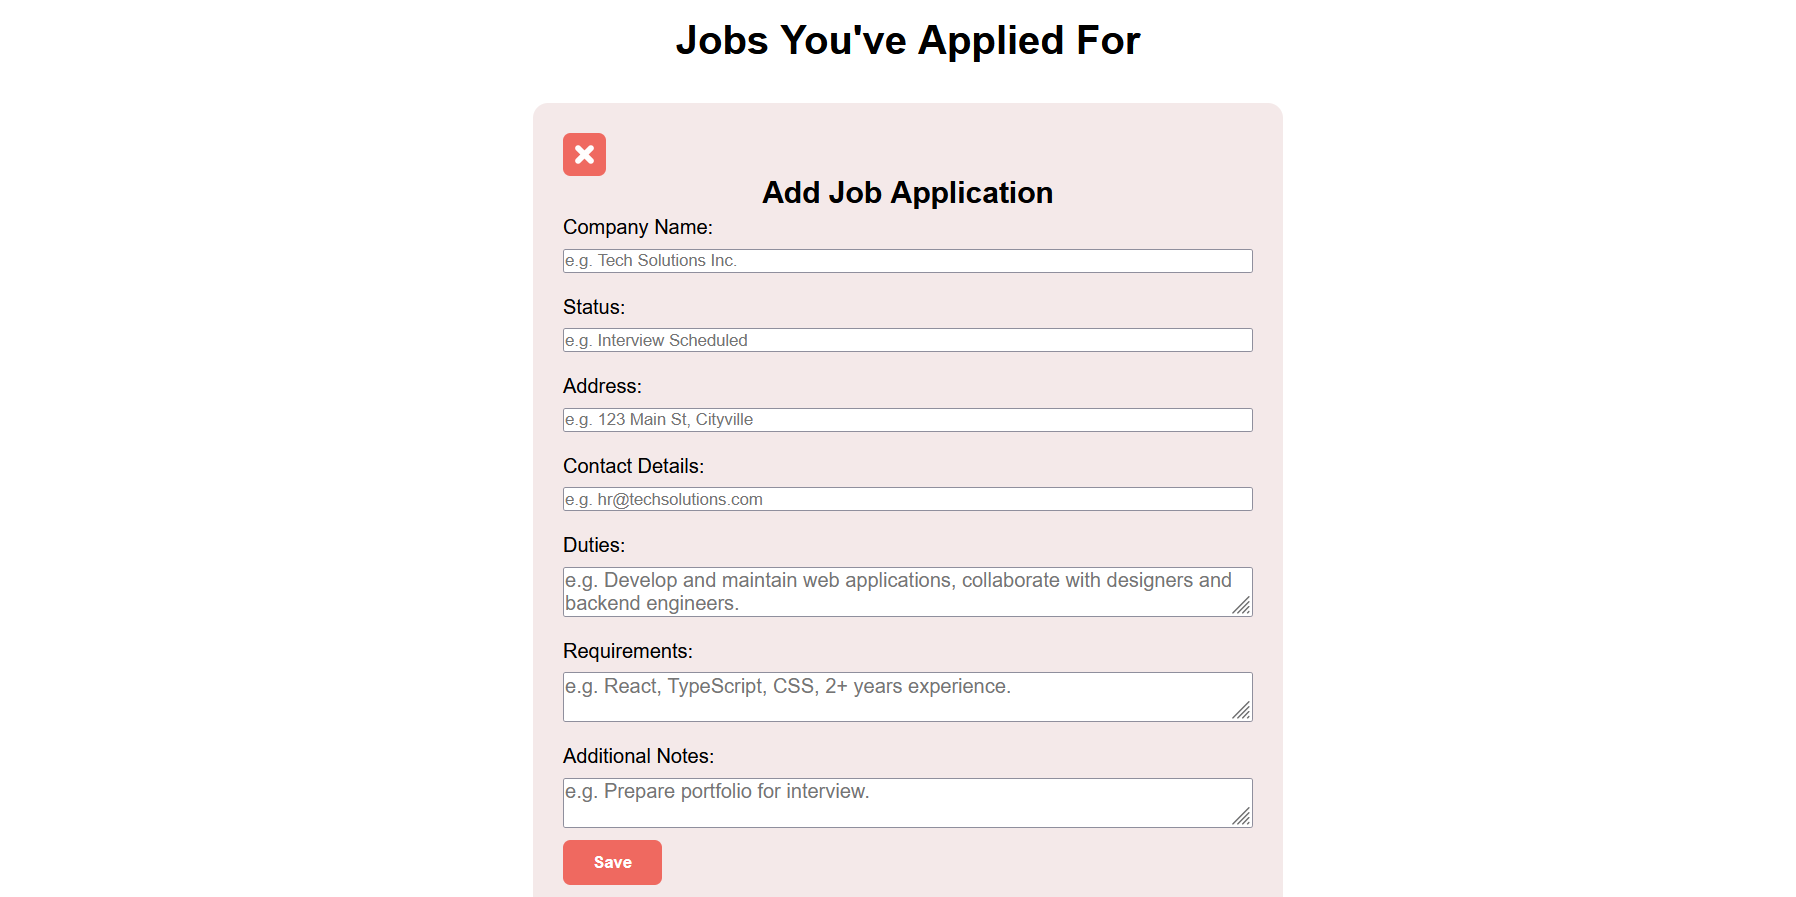 Jobs You've Applied For
Add Job Application
Company Name:
e.g. Tech Solutions Inc.
Status:
e.g. Interview Scheduled
Address:
e.g. 123 Main St, Cityville
Contact Details:
e.g. hr@techsolutions.com
Duties:
e.g. Develop and maintain web applications, collaborate with designers and
backend engineers.
Requirements:
e.g. React, TypeScript, CSS, 2+ years experience.
Additional Notes:
e.g. Prepare portfolio for interview.
Save